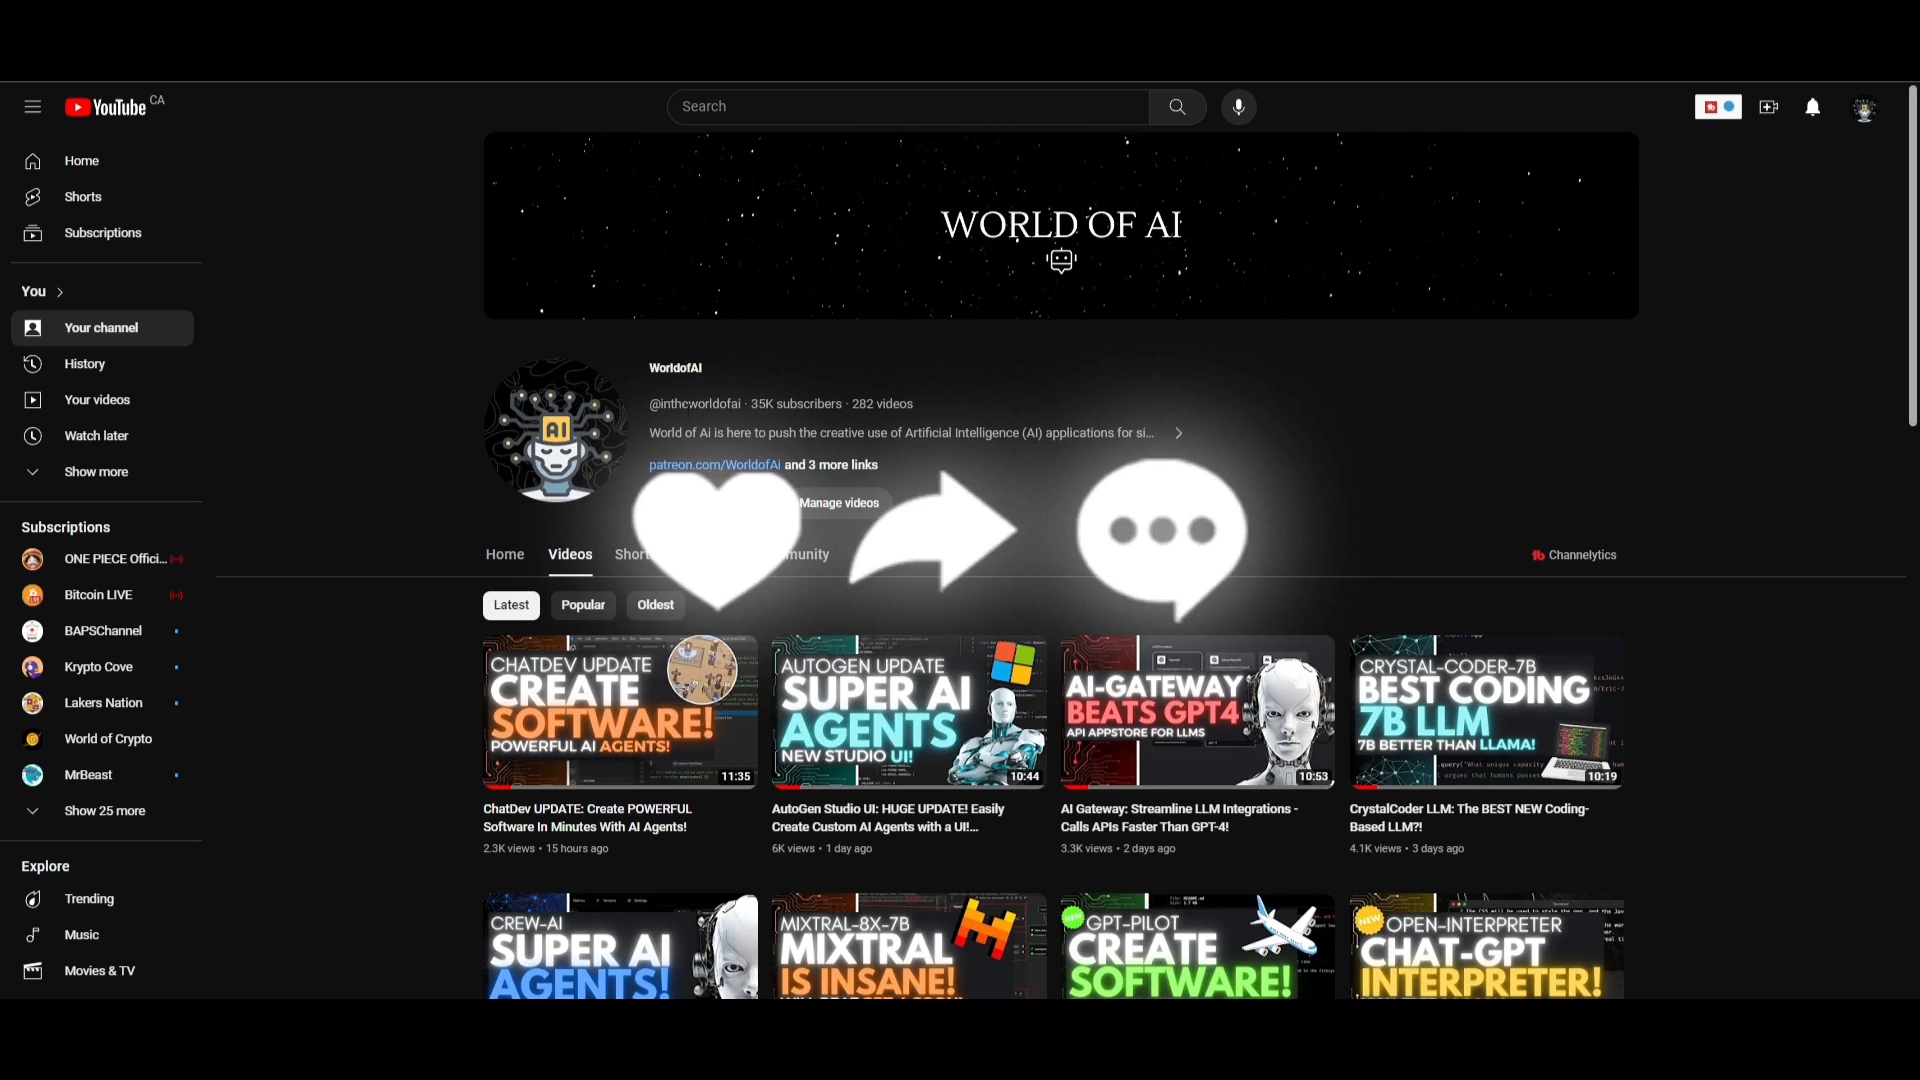 YouTube CA
Search
Home
Shorts
Subscriptions
You
Your channel
History
Your videos
Watch later
Show more
Subscriptions
ONE PIECE Offici...
Bitcoin LIVE
BAPSChannel
Krypto Cove
Lakers Nation
World of Crypto
MrBeast
Show 25 more
Explore
Trending
Music
Movies & TV
WORLD OF AI
AI
WorldofAI
@intheworldofai · 35K subscribers · 282 videos
World of Ai is here to push the creative use of Artificial Intelligence (AI) applications for si...
patreon.com/WorldofAi and 3 more links
Manage videos
Home
Videos
Channelytics
Latest
Popular
Oldest
CHATDEV UPDATE
CREATE
SOFTWARE!
POWERFUL AI AGENTS!
11:35
ChatDev UPDATE: Create POWERFUL
Software In Minutes With AI Agents!
2.3K views • 15 hours ago
AUTOGEN UPDATE
SUPER AI
AGENTS
NEW STUDIO UI!
10:44
AutoGen Studio UI: HUGE UPDATE! Easily
Create Custom AI Agents with a UI!...
6K views • 1 day ago
AI-GATEWAY
BEATS GPT4
API APPSTORE FOR LLMS
10:53
AI Gateway: Streamline LLM Integrations -
Calls APIs Faster Than GPT-4!
3.3K views • 2 days ago
CRYSTAL-CODER-7B
BEST CODING
7B LLM
7B BETTER THAN LLAMA!
10:19
CrystalCoder LLM: The BEST NEW Coding-
Based LLM?!
4.1K views • 3 days ago
CREW-AI
SUPER AI
AGENTS!
MIXTRAL-8X-7B
MIXTRAL
IS INSANE!
NEW
GPT-PILOT
CREATE
SOFTWARE!
NEW
OPEN-INTERPRETER
CHAT-GPT
INTERPRETER!